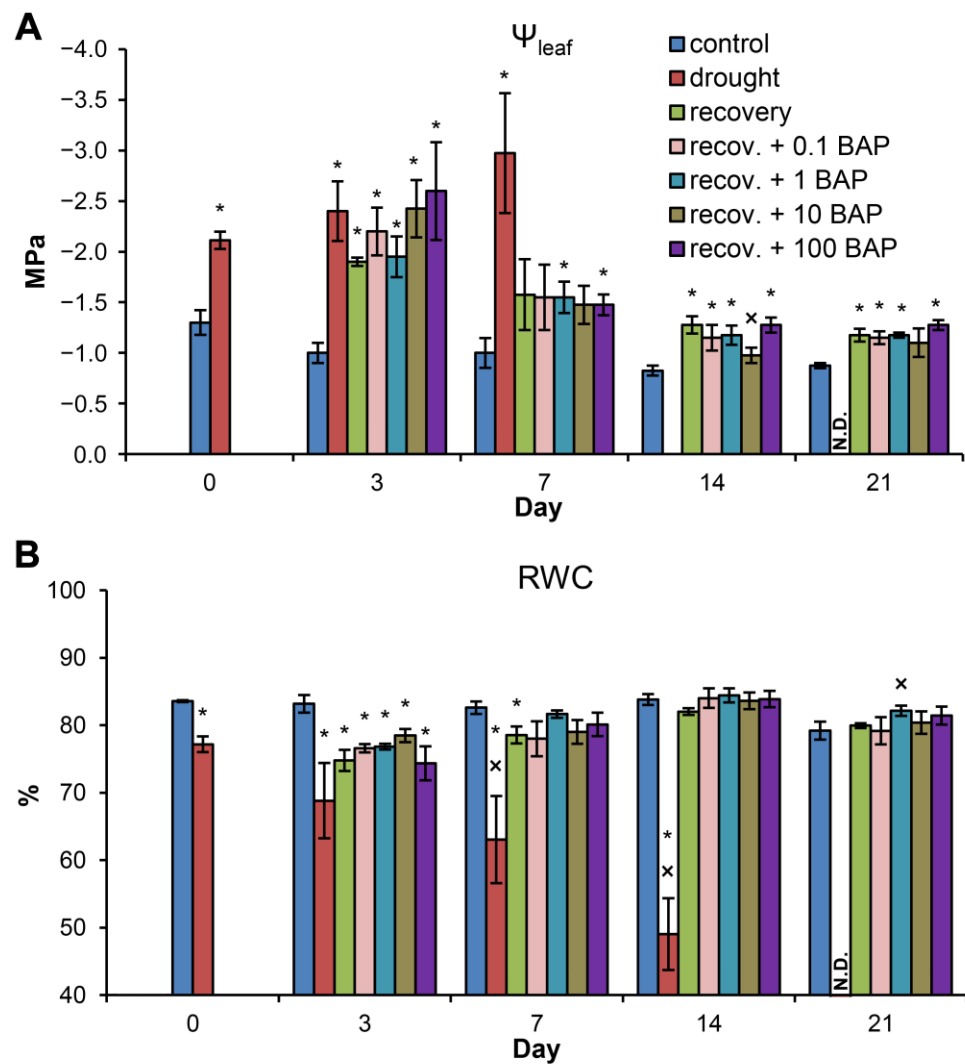 A
Ψleaf
control
drought
recovery
recov. + 0.1 BAP
recov. + 1 BAP
recov. + 10 BAP
recov. + 100 BAP
MPa
−4.0
−3.5
−3.0
−2.5
−2.0
−1.5
−1.0
−0.5
0.0
* * * * * * * * * * * * * × * * * * *
N.D.
0 3 7 14 21
Day
B
RWC
%
100
90
80
70
60
50
40
* * * * * * * * × * * × ×
N.D.
0 3 7 14 21
Day